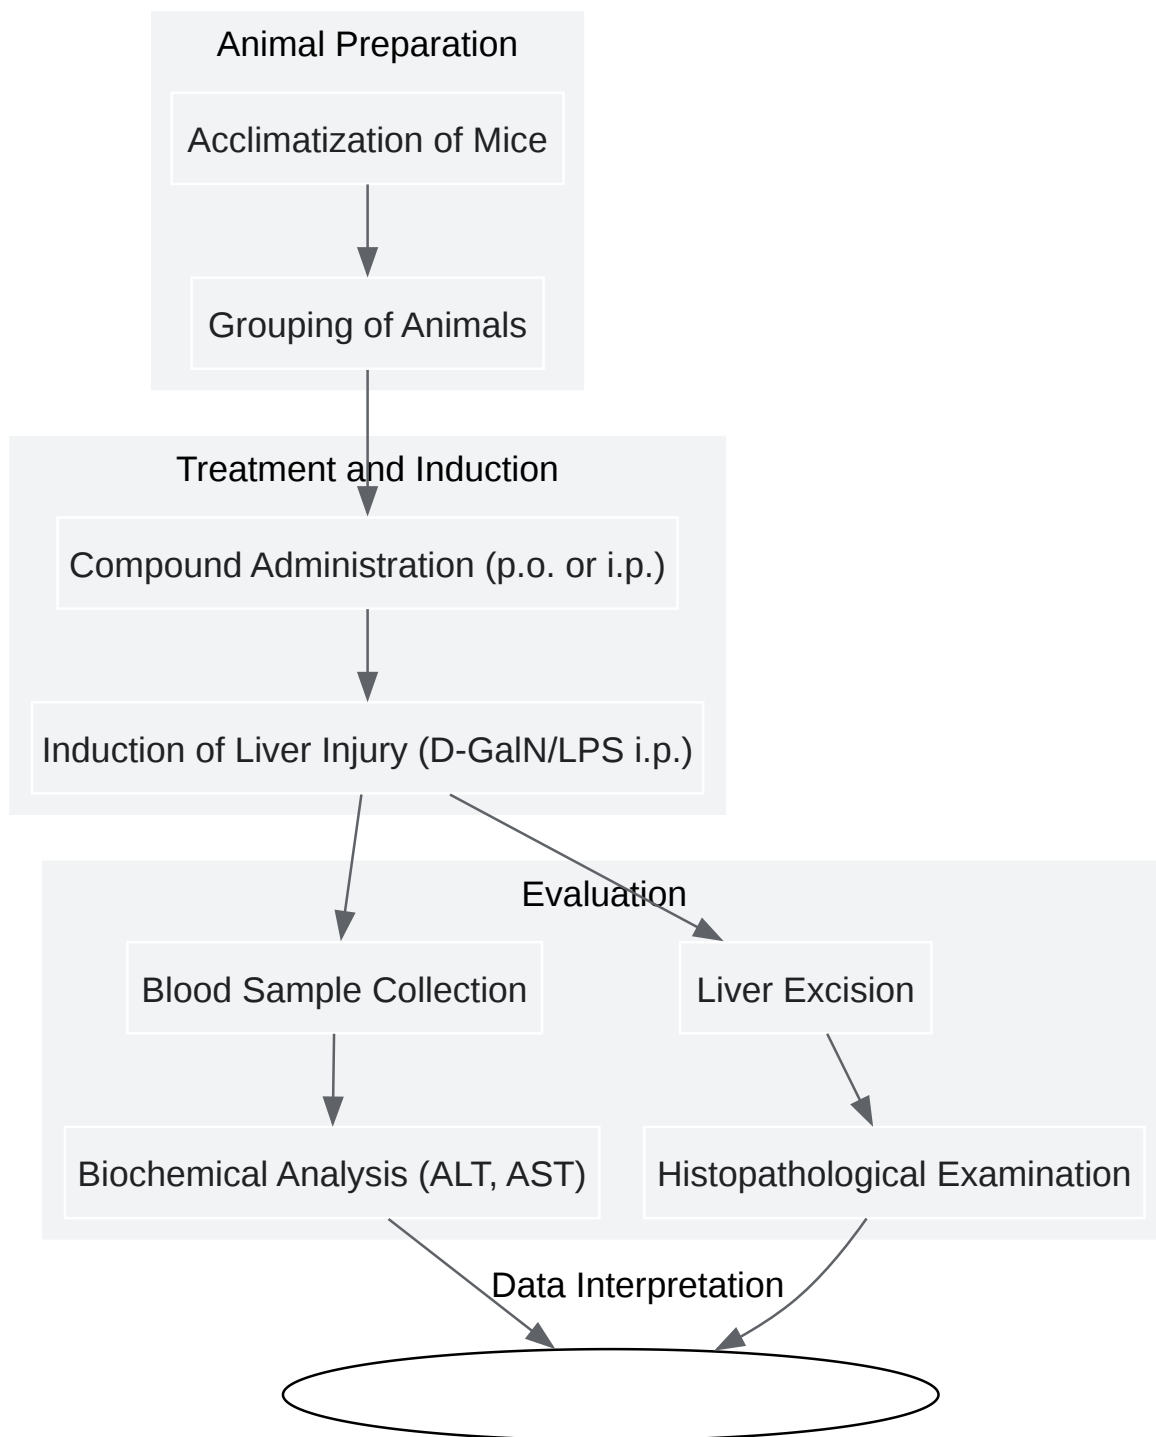 Animal Preparation
Acclimatization of Mice
Grouping of Animals
Treatment and Induction
Compound Administration (p.o. or i.p.)
Induction of Liver Injury (D-GalN/LPS i.p.)
Evaluation
Blood Sample Collection
Liver Excision
Biochemical Analysis (ALT, AST)
Histopathological Examination
Data Interpretation